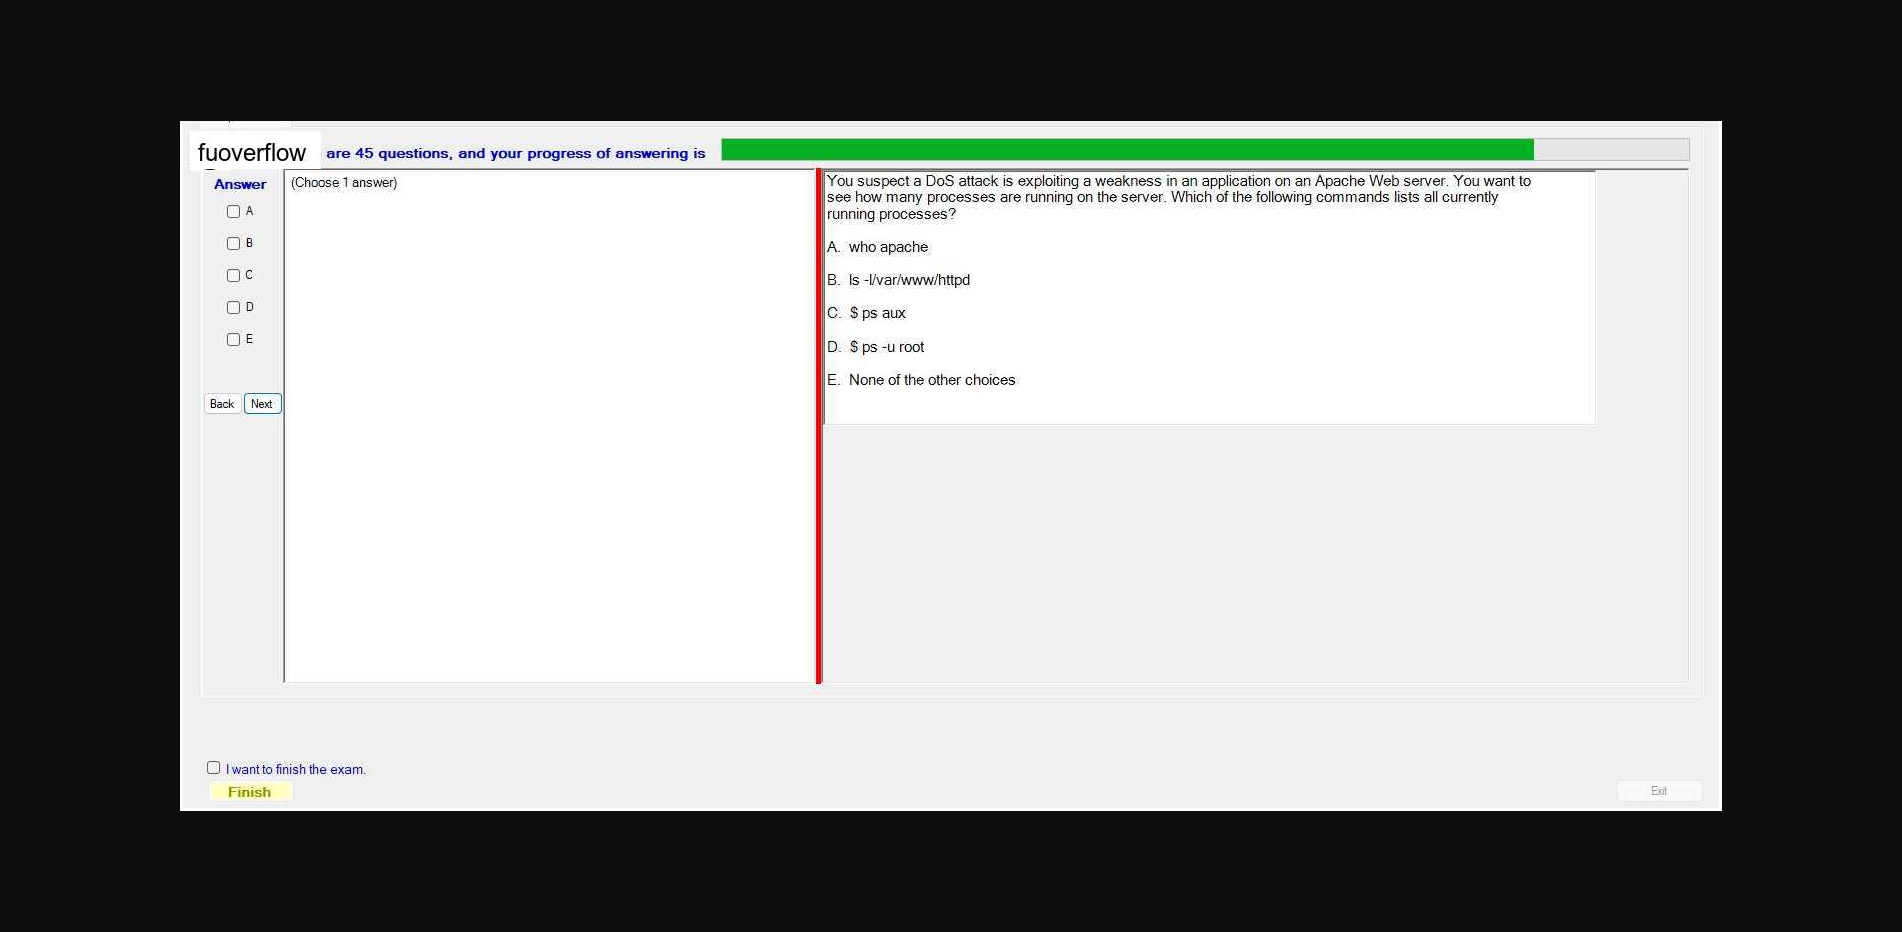 fuoverflow are 45 questions, and your progress of answering is
Answer
A
B
C
D
E
Back Next
(Choose 1 answer)
You suspect a DoS attack is exploiting a weakness in an application on an Apache Web server. You want to
see how many processes are running on the server. Which of the following commands lists all currently
running processes?
A. who apache
B. ls -l/var/www/httpd
C. $ ps aux
D. $ ps -u root
E. None of the other choices
I want to finish the exam.
Finish
Exit